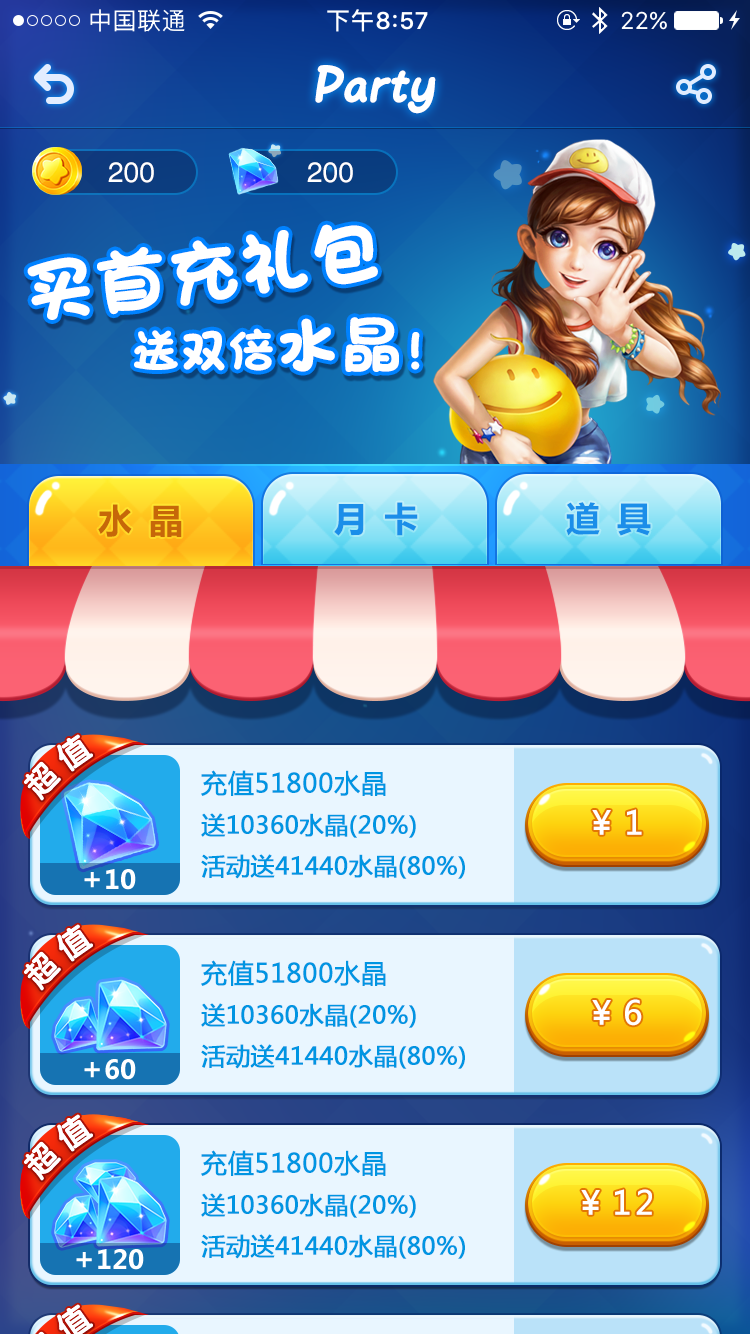 中国联通 下午8:57 22%
Party
200 200
买首充礼包
送双倍水晶!
水晶 月卡 道具
超值
充值51800水晶
送10360水晶(20%)
活动送41440水晶(80%)
+10
¥ 1
超值
充值51800水晶
送10360水晶(20%)
活动送41440水晶(80%)
+60
¥ 6
超值
充值51800水晶
送10360水晶(20%)
活动送41440水晶(80%)
+120
¥ 12
超值